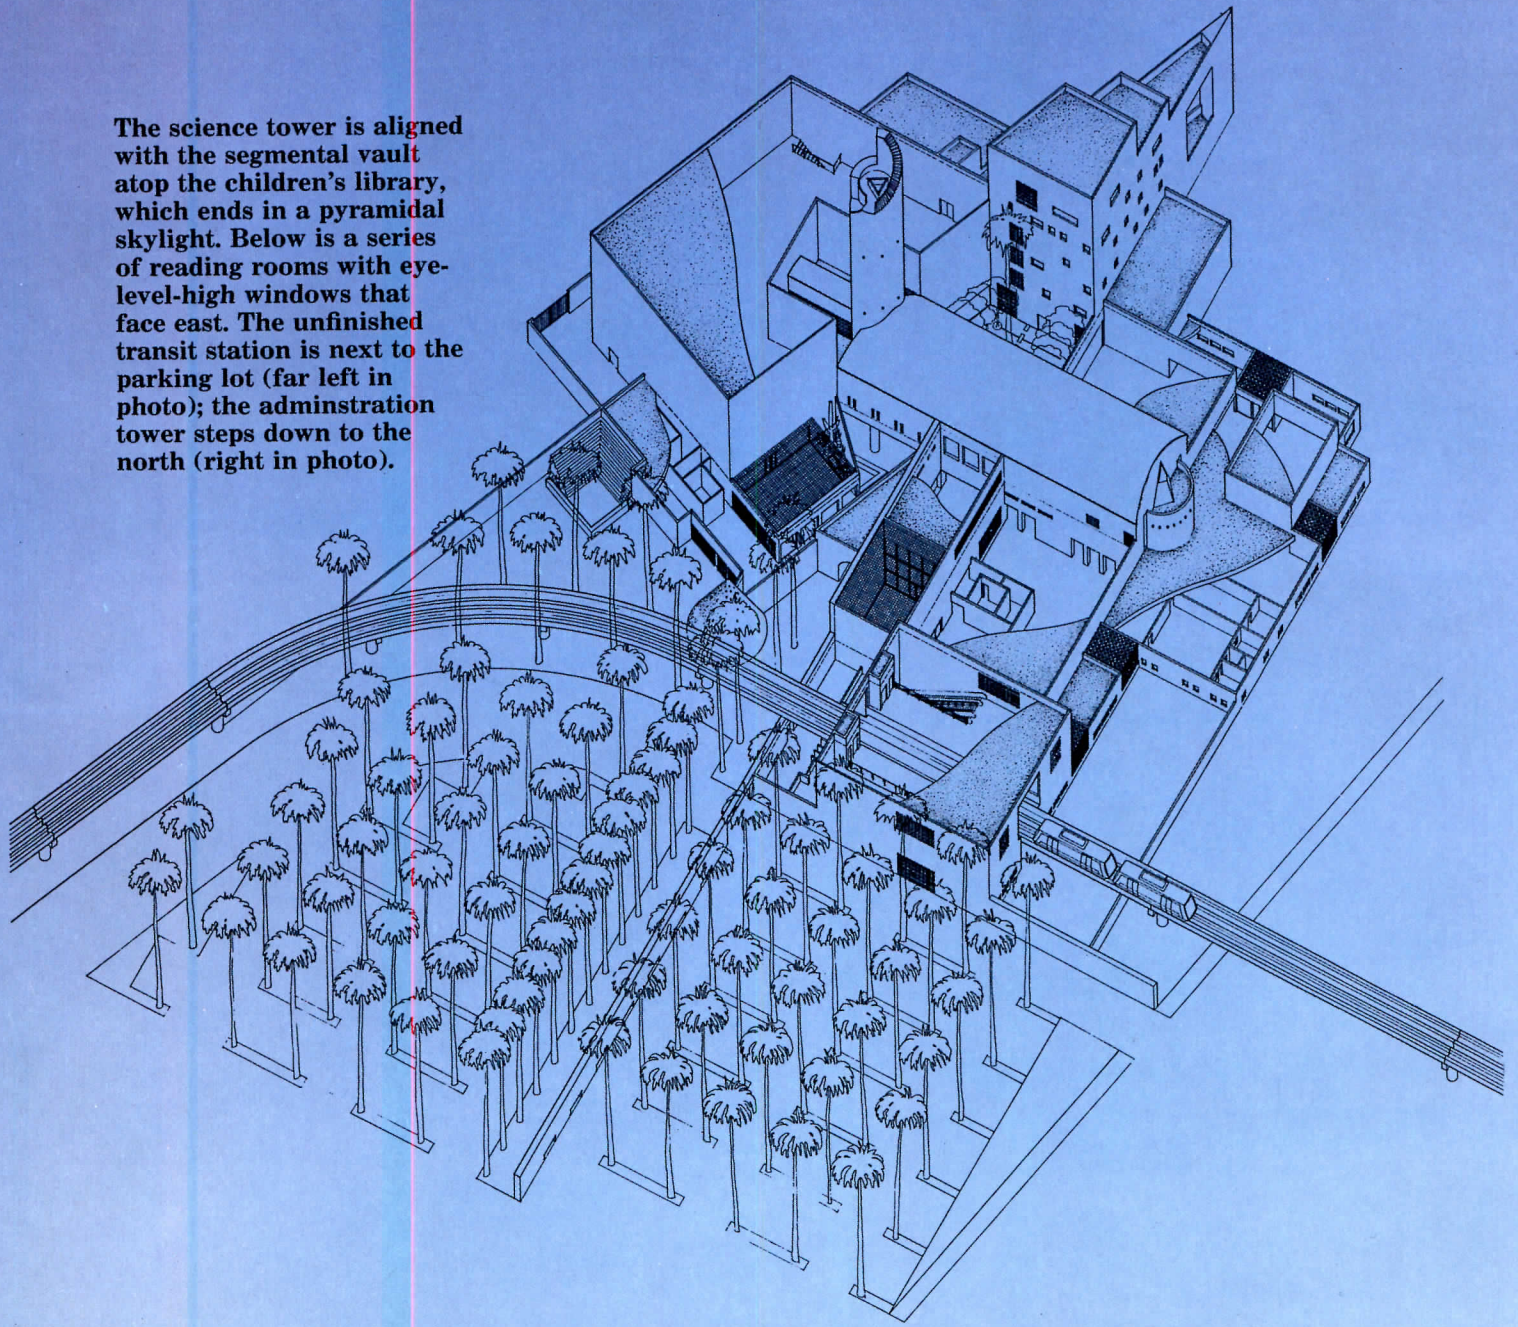 The science tower is aligned
with the segmental vault
atop the children's library,
which ends in a pyramidal
skylight. Below is a series
of reading rooms with eye-
level-high windows that
face east. The unfinished
transit station is next to the
parking lot (far left in
photo); the adminstration
tower steps down to the
north (right in photo).